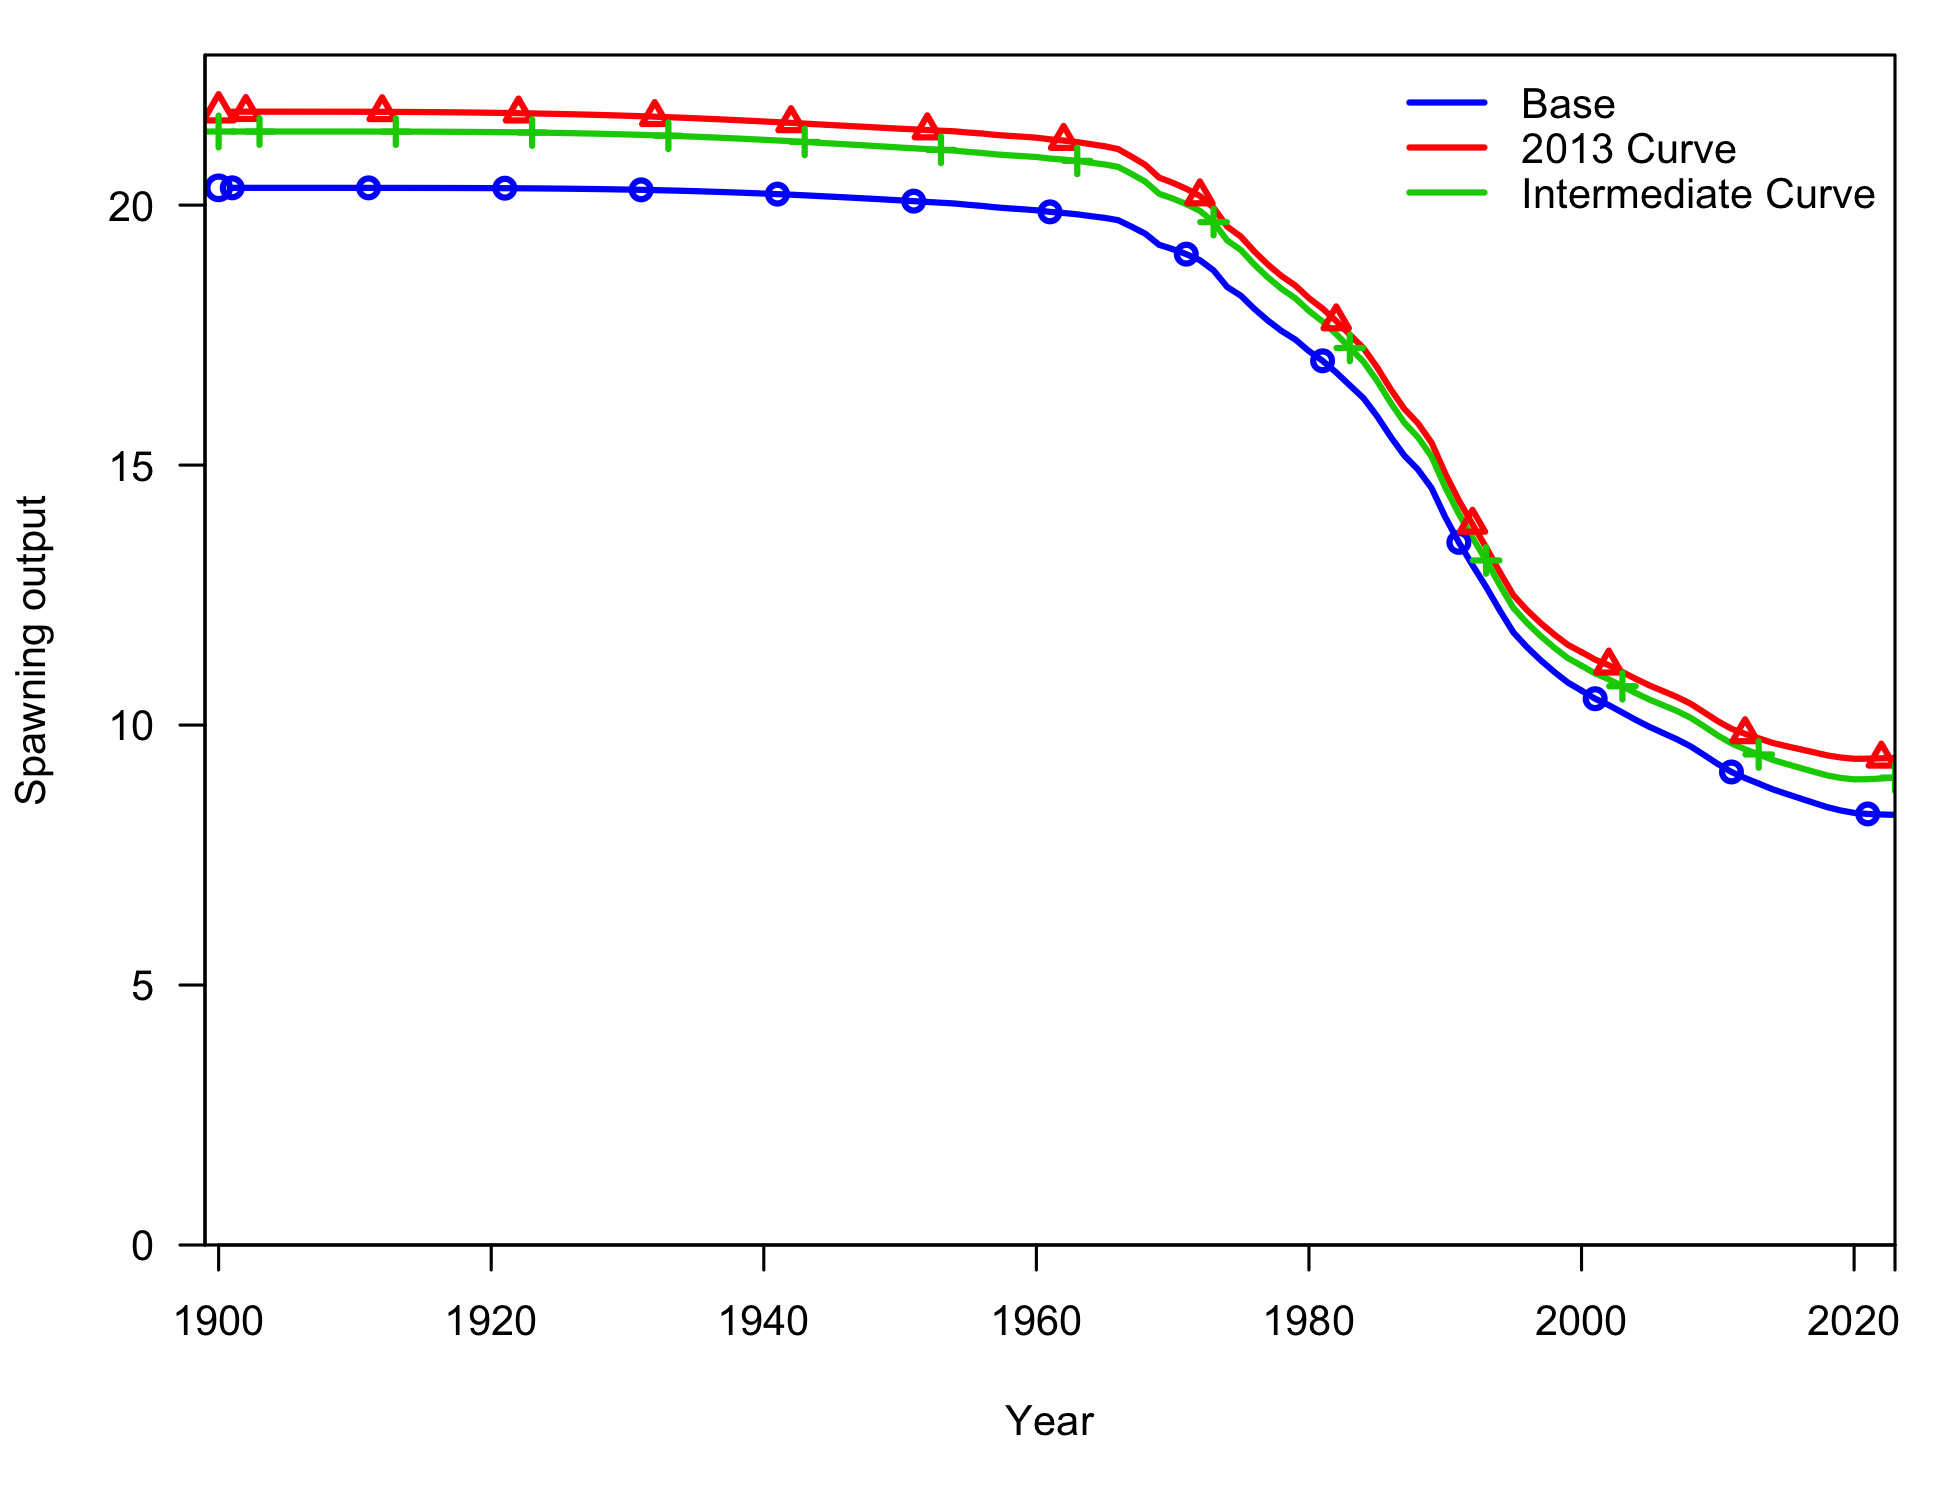 Base
2013 Curve
Intermediate Curve
20
15
10
5
0
Spawning output
1900 1920 1940 1960 1980 2000 2020
Year